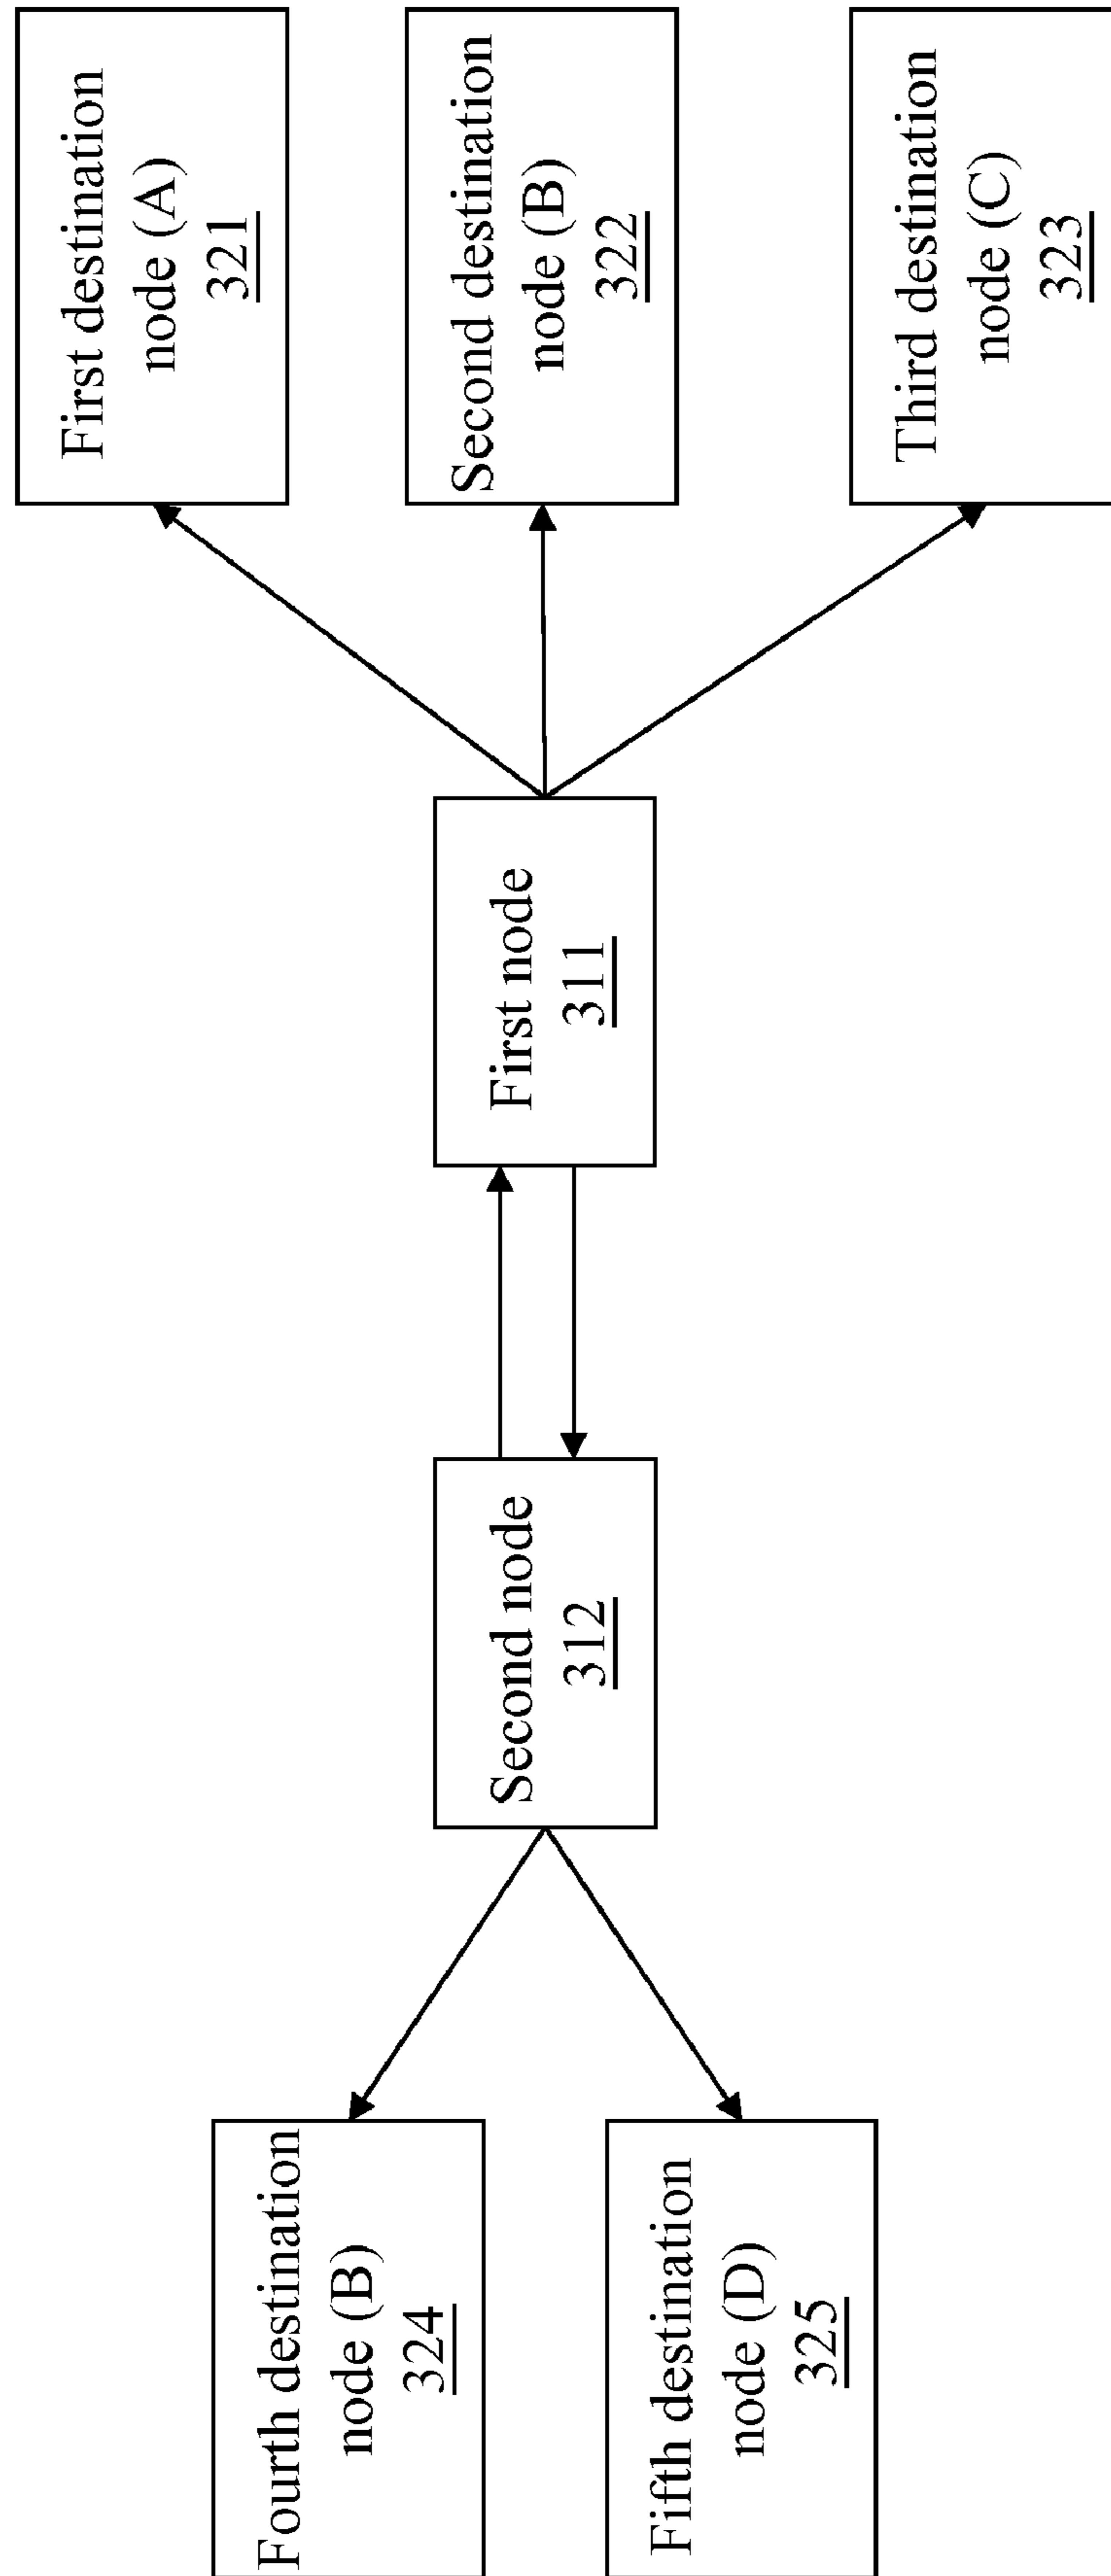 First destination
node (A)
321
Second destination
node (B)
322
Third destination
node (C)
323
First node
311
Second node
312
Fourth destination
node (B)
324
Fifth destination
node (D)
325